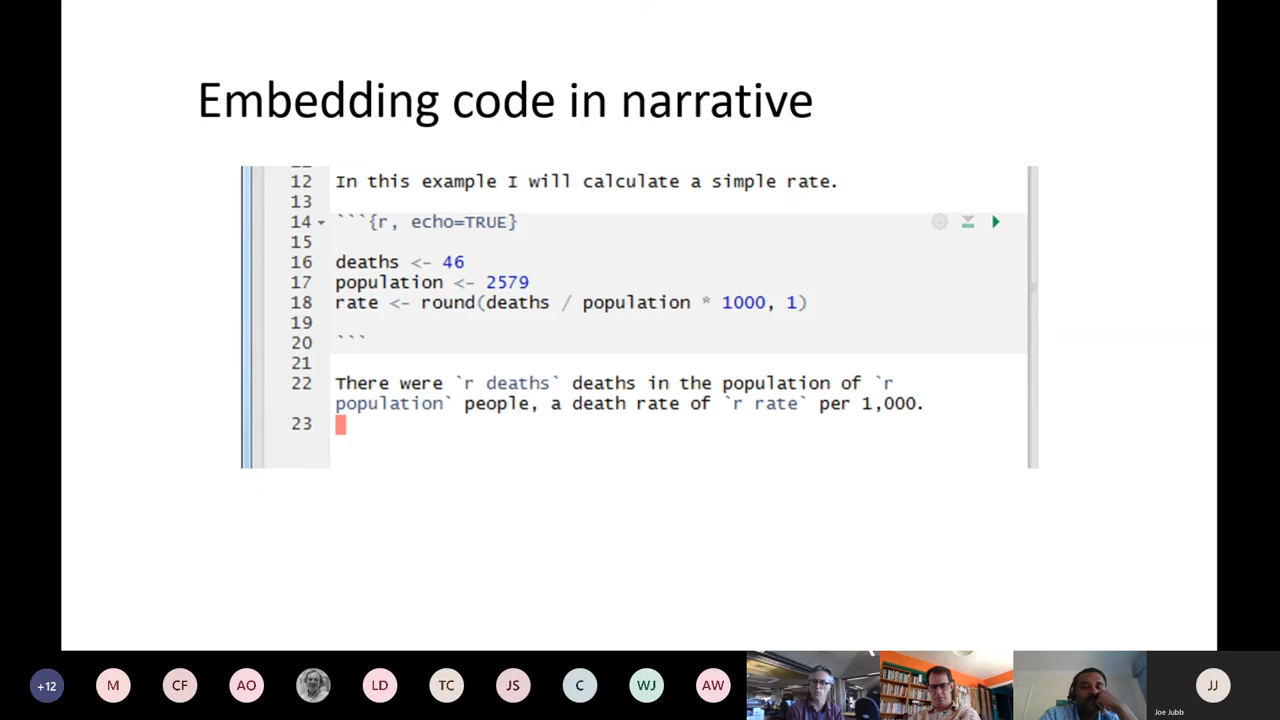 Embedding code in narrative
12 In this example I will calculate a simple rate.
13
14 ```{r, echo=TRUE}
15
16 deaths <- 46
17 population <- 2579
18 rate <- round(deaths / population * 1000, 1)
19
20 ```
21
22 There were `r deaths` deaths in the population of `r
population` people, a death rate of `r rate` per 1,000.
23
+12 M CF AO LD TC JS C WJ AW JJ
Joe Jubb